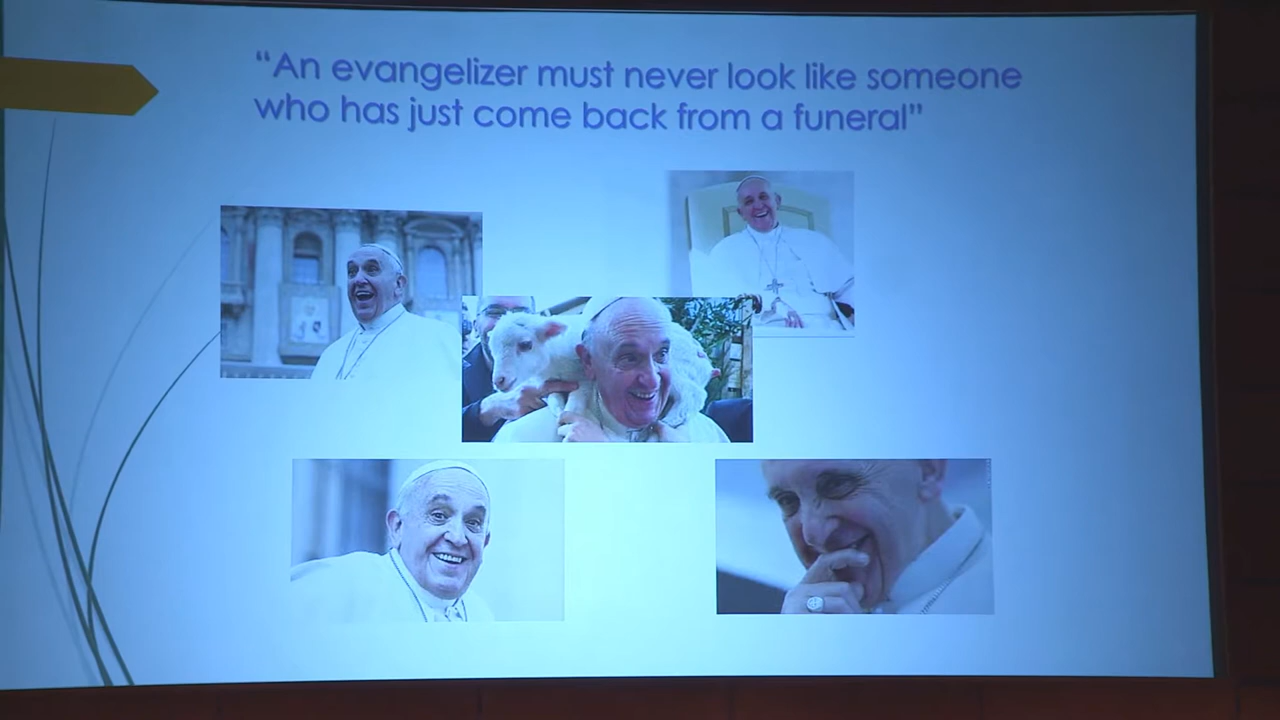 “An evangelizer must never look like someone
who has just come back from a funeral”